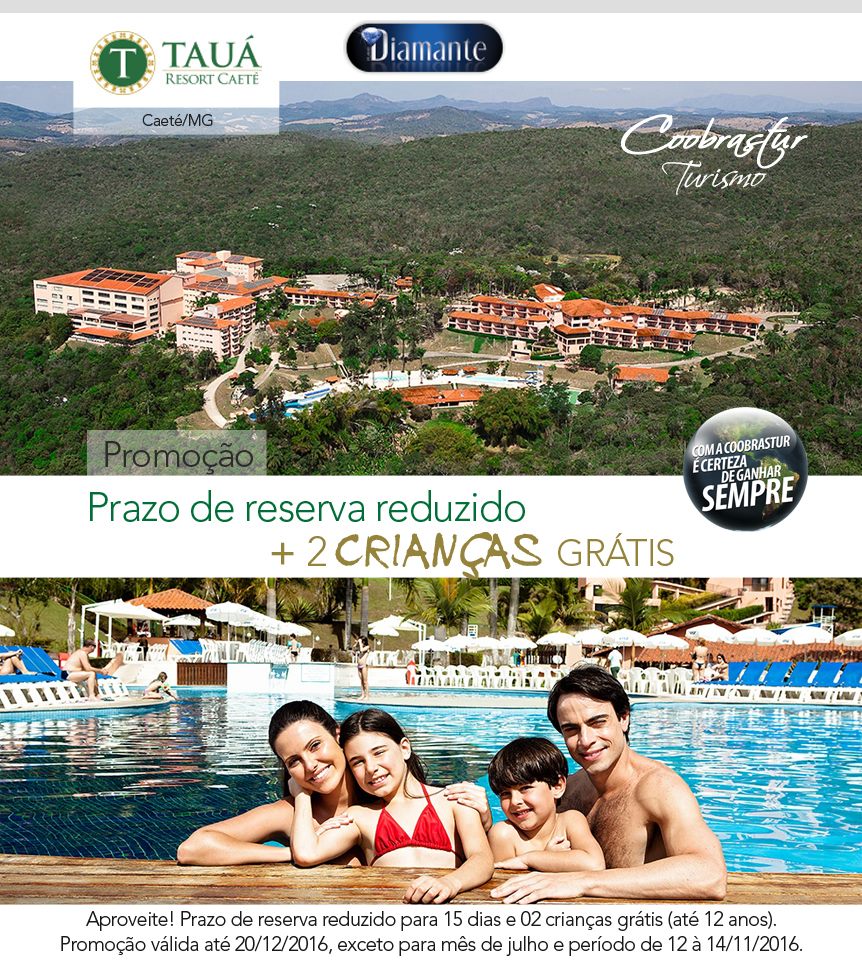 T
TAUÁ
RESORT CAETÉ
Diamante
Caeté/MG
Coobrastur
Turismo
Promoção
COM A COOBRASTUR
É CERTEZA
DE GANHAR
SEMPRE
Prazo de reserva reduzido
+ 2 CRIANÇAS GRÁTIS
Aproveite! Prazo de reserva reduzido para 15 dias e 02 crianças grátis (até 12 anos).
Promoção válida até 20/12/2016, exceto para mês de julho e período de 12 à 14/11/2016.